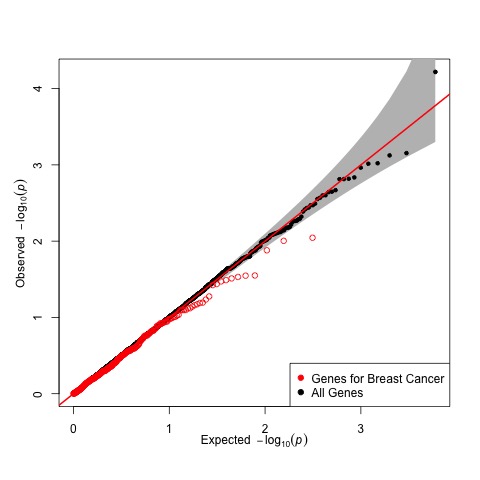 4
3
2
1
0
Observed −log10(p)
0 1 2 3
Expected −log10(p)
Genes for Breast Cancer
All Genes